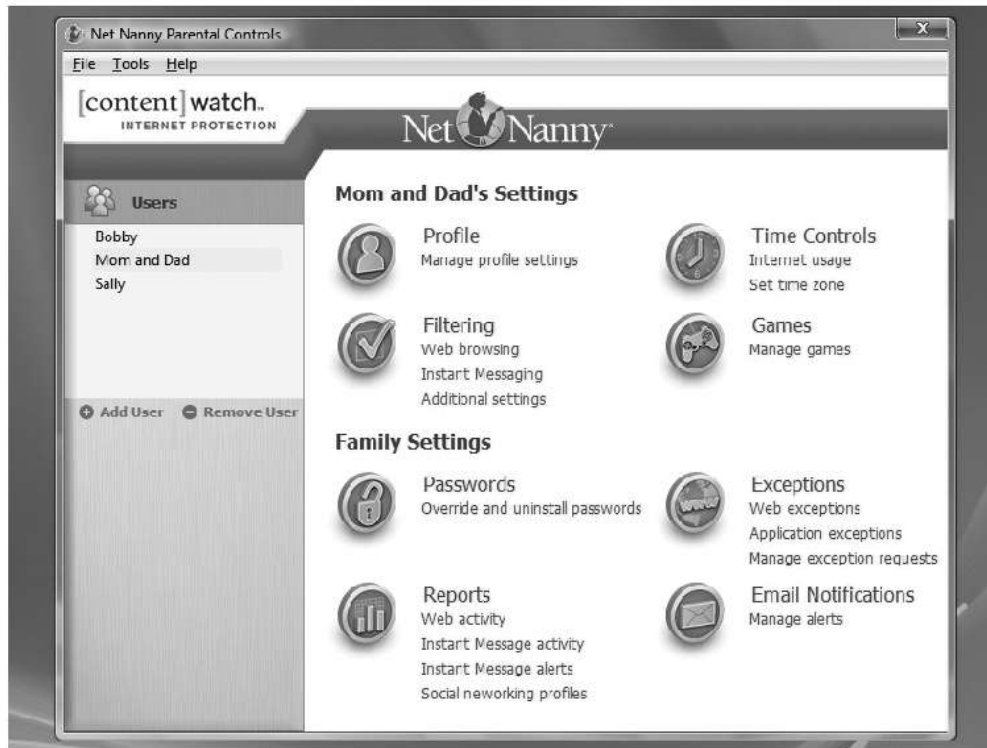 Net Nanny Parental Controls
X
File Tools Help
[content] watch™
INTERNET PROTECTION
Net Nanny™
Users
Bobby
Mom and Dad
Sally
Add User Remove User
Mom and Dad's Settings
Profile
Manage profile settings
Time Controls
Internet usage
Set time zone
Filtering
Web browsing
Instant Messaging
Additional settings
Games
Manage games
Family Settings
Passwords
Override and uninstall passwords
Exceptions
www
Web exceptions
Application exceptions
Manage exception requests
Reports
Web activity
Instant Message activity
Instant Message alerts
Social neworking profiles
Email Notifications
Manage alerts